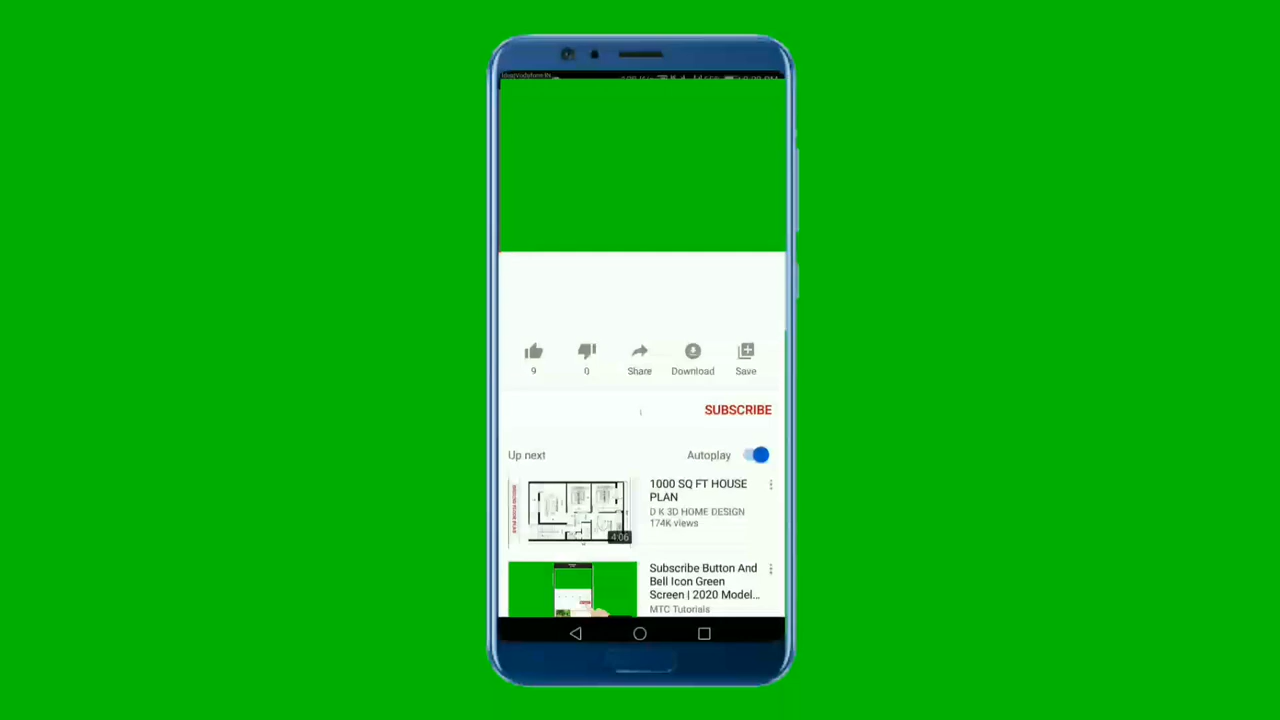 9
0
Share
Download
Save
SUBSCRIBE
Up next
Autoplay
1000 SQ FT HOUSE
PLAN
D K 3D HOME DESIGN
174K views
4:06
Subscribe Button And
Bell Icon Green
Screen | 2020 Model...
MTC Tutorials